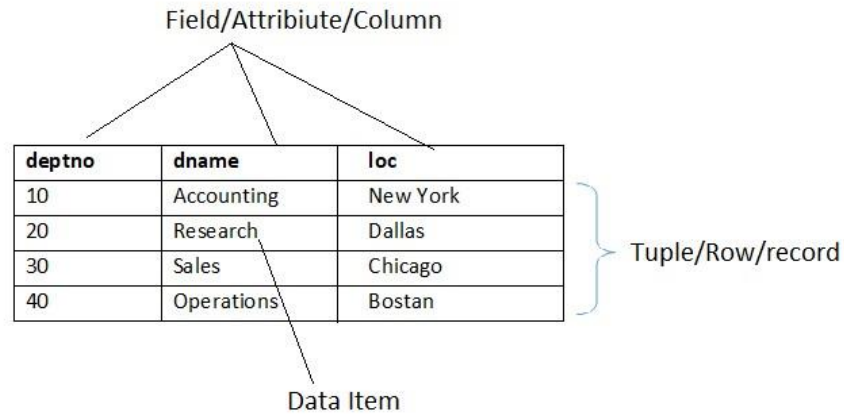 Field/Attribiute/Column
deptno dname loc
10 Accounting New York
20 Research Dallas
30 Sales Chicago
40 Operations Bostan
Tuple/Row/record
Data Item